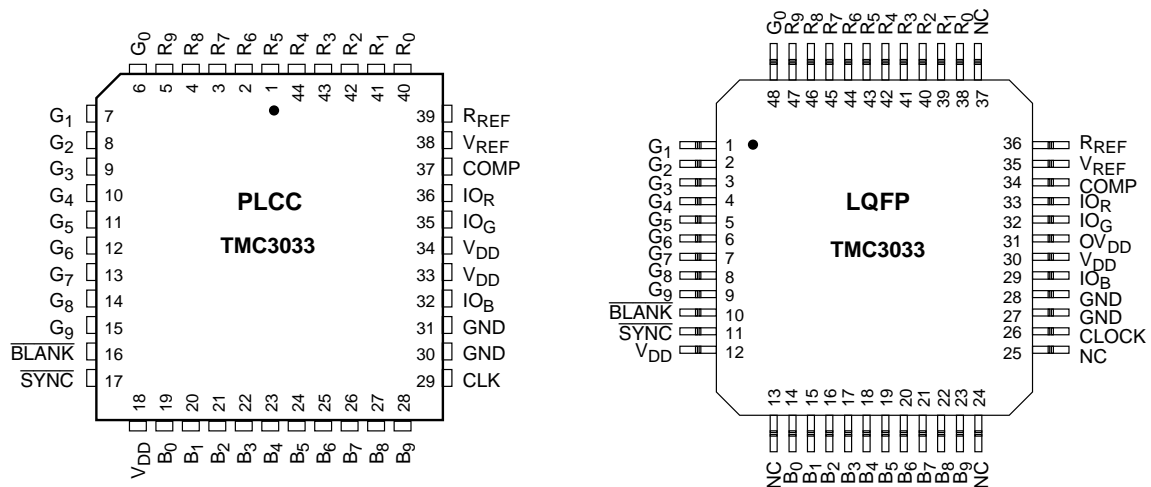 G0 R9 R8 R7 R6 R5 R4 R3 R2 R1 R0
6 5 4 3 2 1 44 43 42 41 40
G1 7
G2 8
G3 9
G4 10
G5 11
G6 12
G7 13
G8 14
G9 15
BLANK 16
SYNC 17
PLCC
TMC3033
39 RREF
38 VREF
37 COMP
36 IOR
35 IOG
34 VDD
33 VDD
32 IOB
31 GND
30 GND
29 CLK
18 19 20 21 22 23 24 25 26 27 28
VDD B0 B1 B2 B3 B4 B5 B6 B7 B8 B9
G0 R9 R8 R7 R6 R5 R4 R3 R2 R1 R0 NC
48 47 46 45 44 43 42 41 40 39 38 37
G1 1
G2 2
G3 3
G4 4
G5 5
G6 6
G7 7
G8 8
G9 9
BLANK 10
SYNC 11
VDD 12
LQFP
TMC3033
36 RREF
35 VREF
34 COMP
33 IOR
32 IOG
31 OVDD
30 VDD
29 IOB
28 GND
27 GND
26 CLOCK
25 NC
13 14 15 16 17 18 19 20 21 22 23 24
NC B0 B1 B2 B3 B4 B5 B6 B7 B8 B9 NC